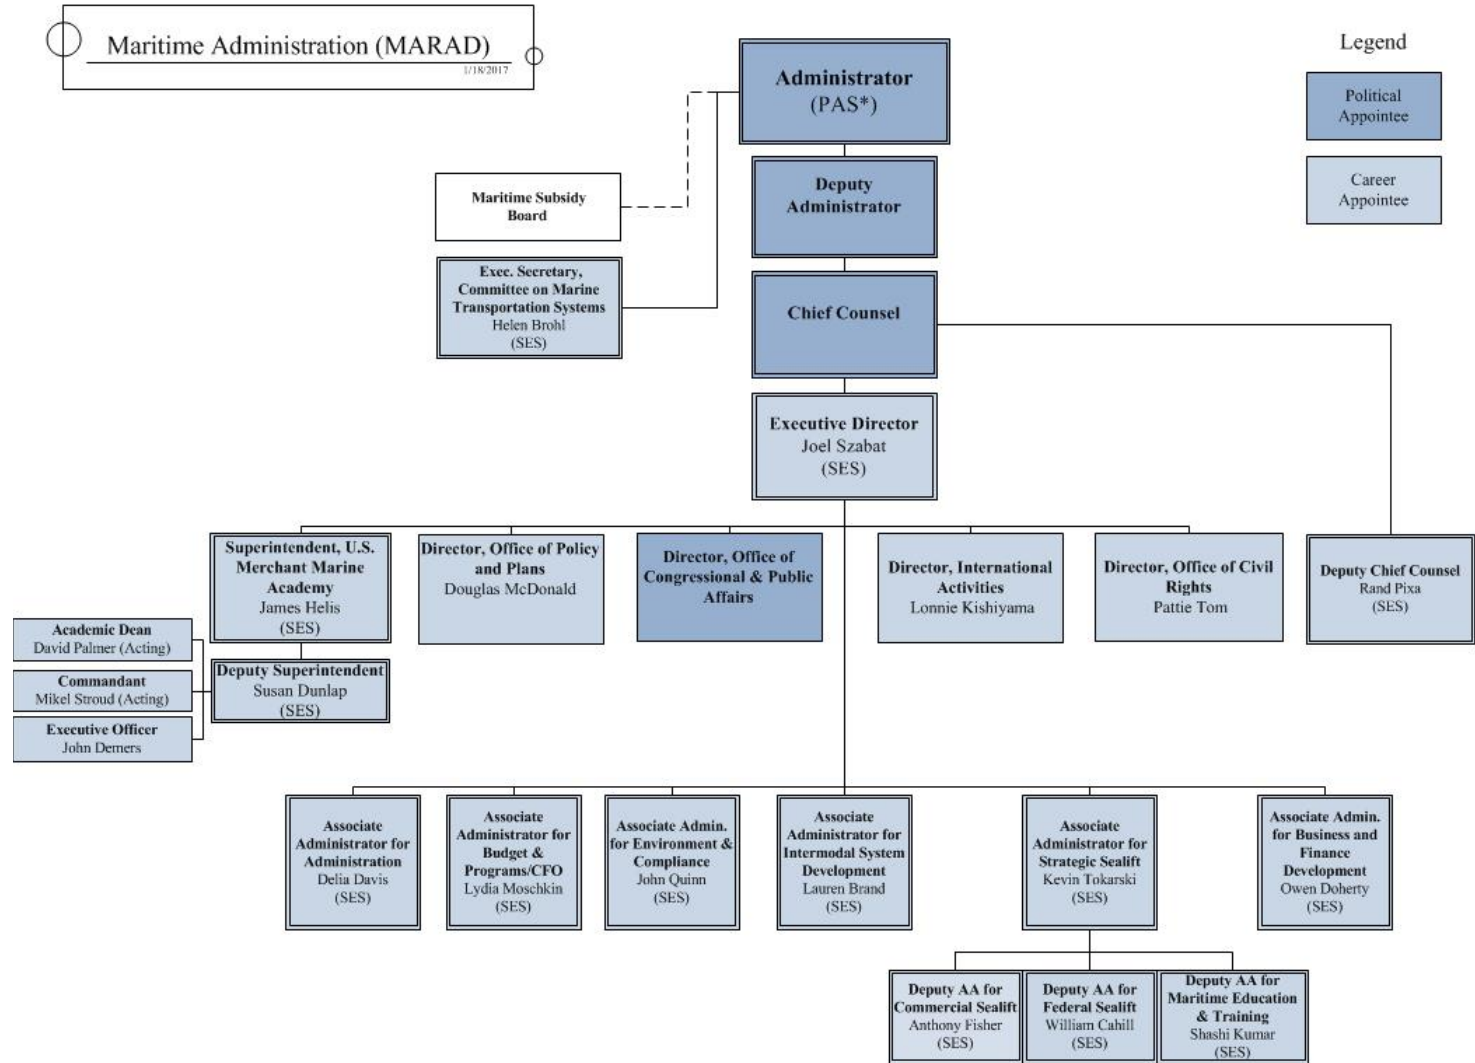 Maritime Administration (MARAD)
1/18/2017
Legend
Political
Appointee
Career
Appointee
Administrator
(PAS*)
Deputy
Administrator
Maritime Subsidy
Board
Exec. Secretary,
Committee on Marine
Transportation Systems
Helen Brohl
(SES)
Chief Counsel
Executive Director
Joel Szabat
(SES)
Superintendent, U.S.
Merchant Marine
Academy
James Helis
(SES)
Director, Office of Policy
and Plans
Douglas McDonald
Director, Office of
Congressional & Public
Affairs
Director, International
Activities
Lonnie Kishiyama
Director, Office of Civil
Rights
Pattie Tom
Deputy Chief Counsel
Rand Pixa
(SES)
Academic Dean
David Palmer (Acting)
Commandant
Mikel Stroud (Acting)
Executive Officer
John Demers
Deputy Superintendent
Susan Dunlap
(SES)
Associate
Administrator for
Administration
Delia Davis
(SES)
Associate
Administrator for
Budget &
Programs/CFO
Lydia Moschkin
(SES)
Associate Admin.
for Environment &
Compliance
John Quinn
(SES)
Associate
Administrator for
Intermodal System
Development
Lauren Brand
(SES)
Associate
Administrator for
Strategic Sealift
Kevin Tokarski
(SES)
Associate Admin.
for Business and
Finance
Development
Owen Doherty
(SES)
Deputy AA for
Commercial Sealift
Anthony Fisher
(SES)
Deputy AA for
Federal Sealift
William Cahill
(SES)
Deputy AA for
Maritime Education
& Training
Shashi Kumar
(SES)